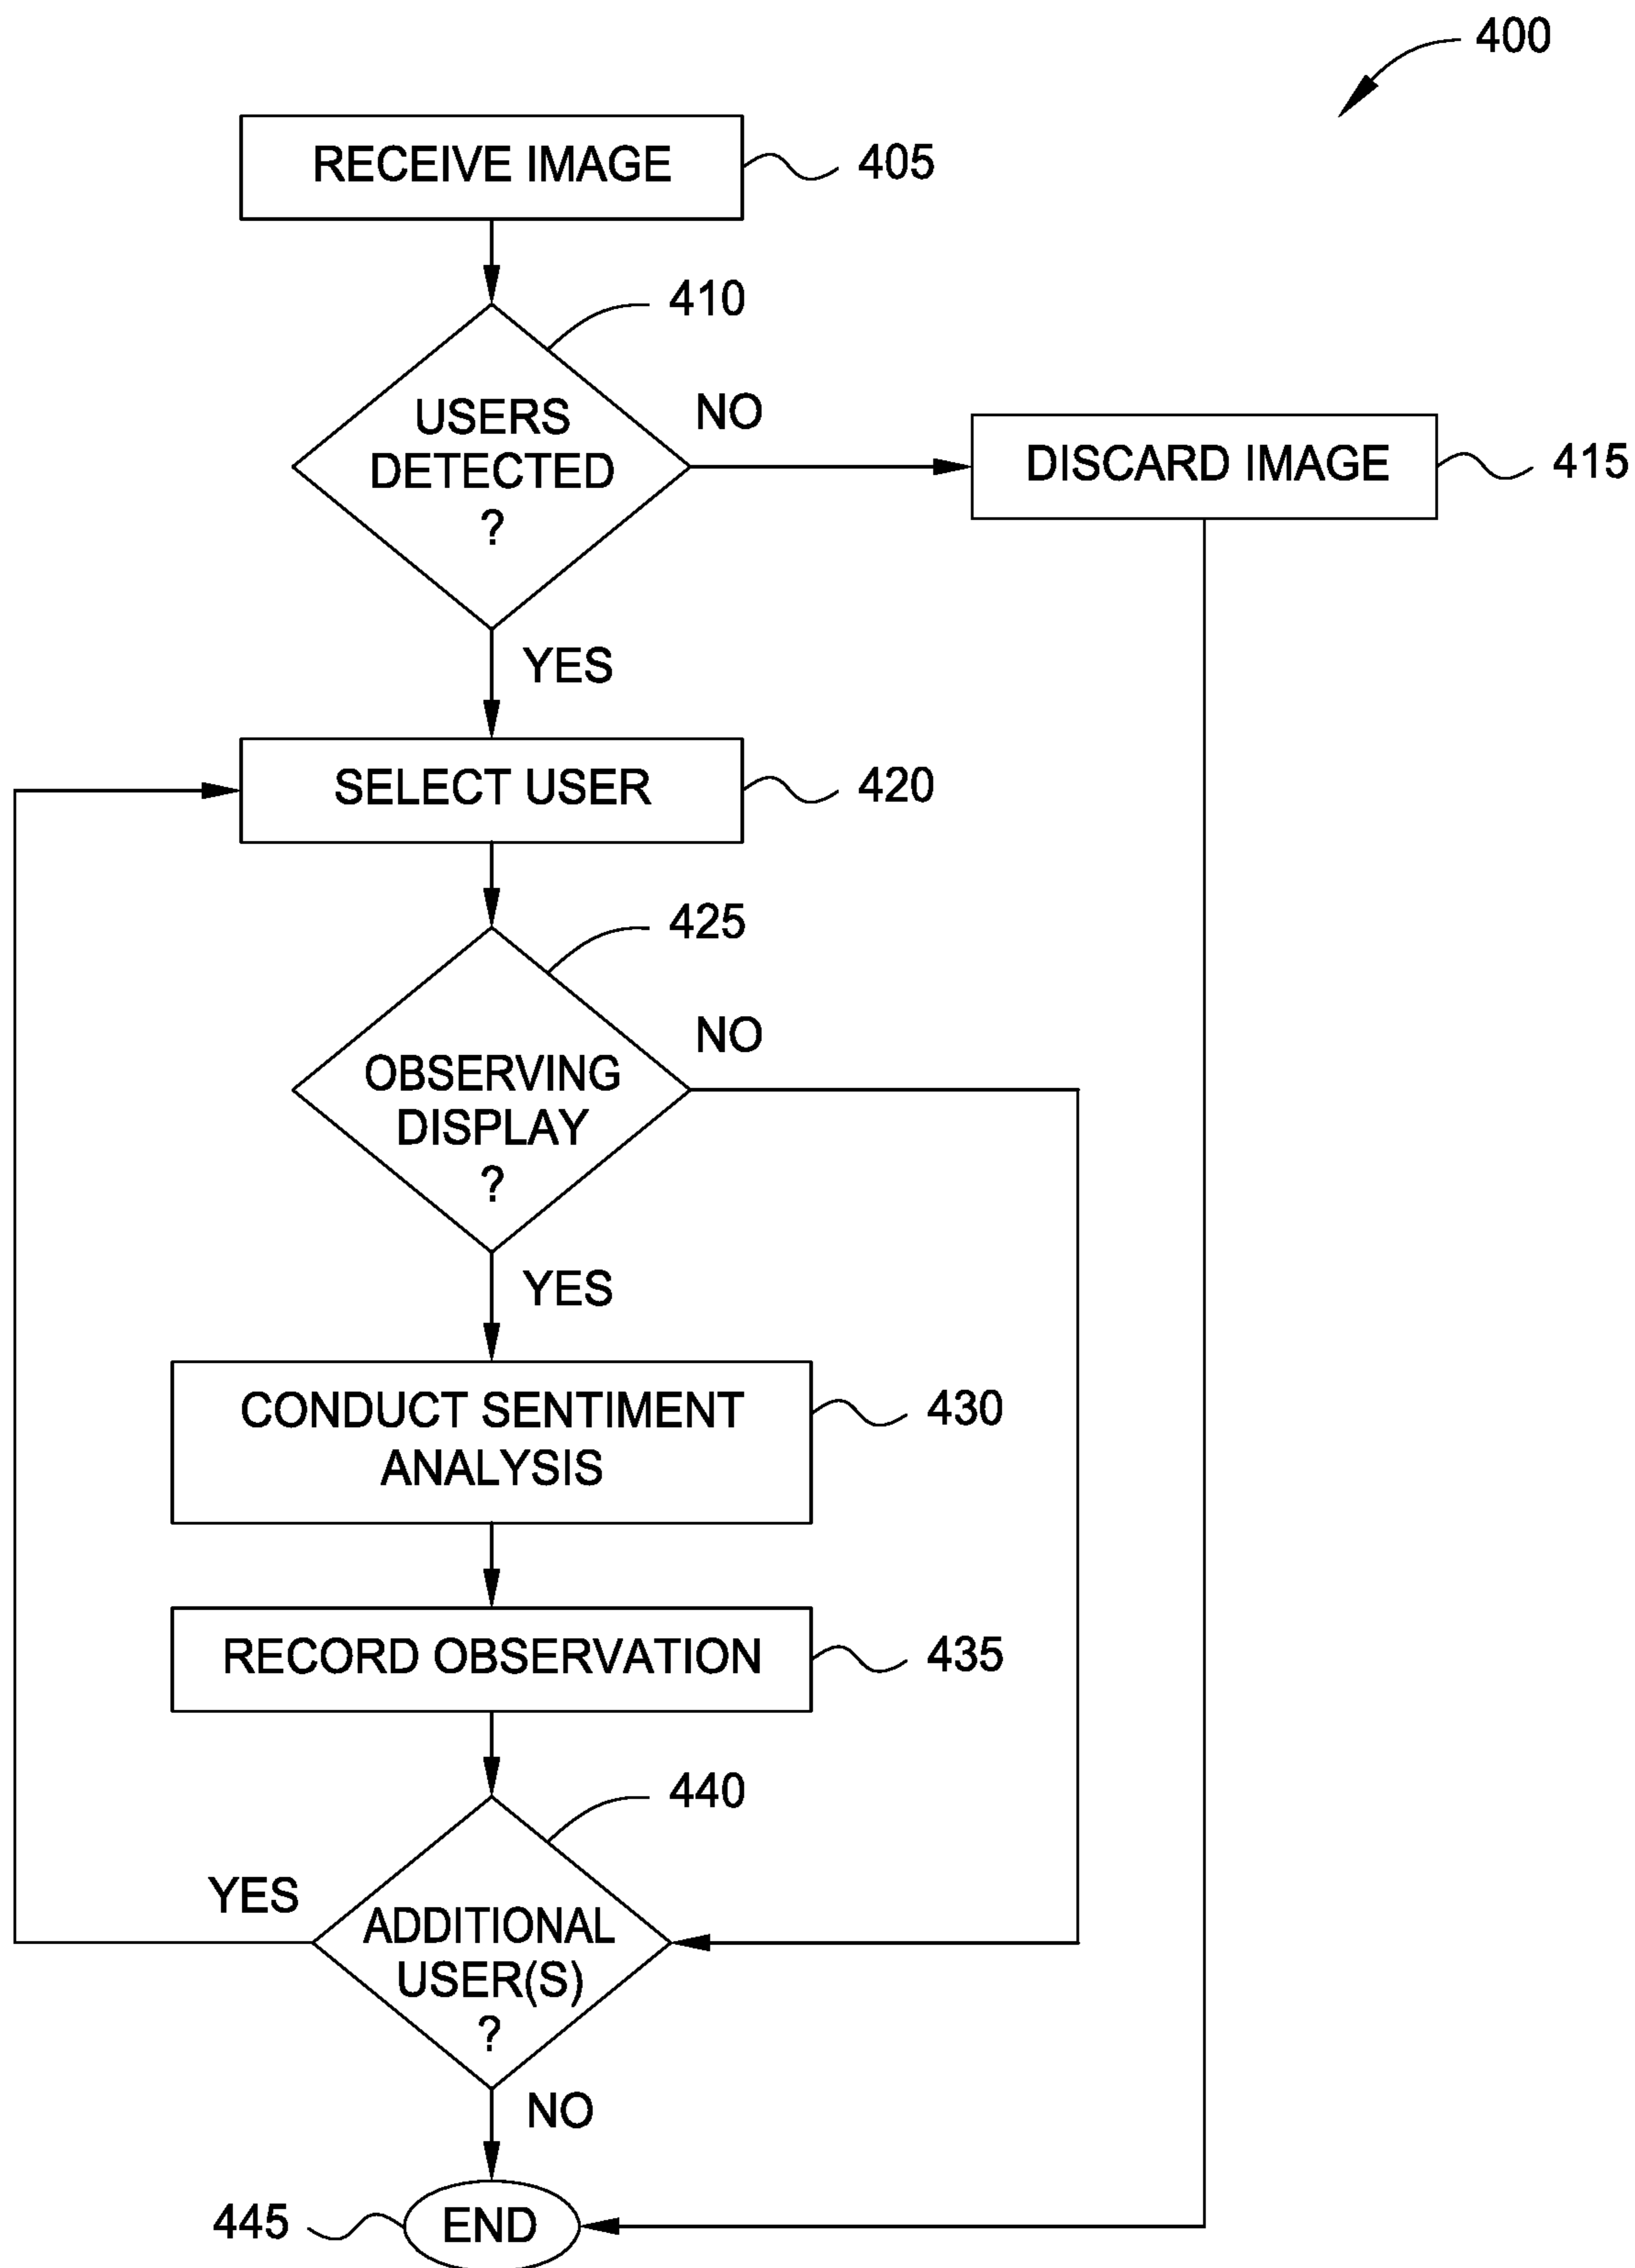 400
RECEIVE IMAGE
405
410
USERS
DETECTED
?
NO
DISCARD IMAGE
415
YES
SELECT USER
420
425
NO
OBSERVING
DISPLAY
?
YES
CONDUCT SENTIMENT
ANALYSIS
430
RECORD OBSERVATION
435
440
YES
ADDITIONAL
USER(S)
?
NO
445
END